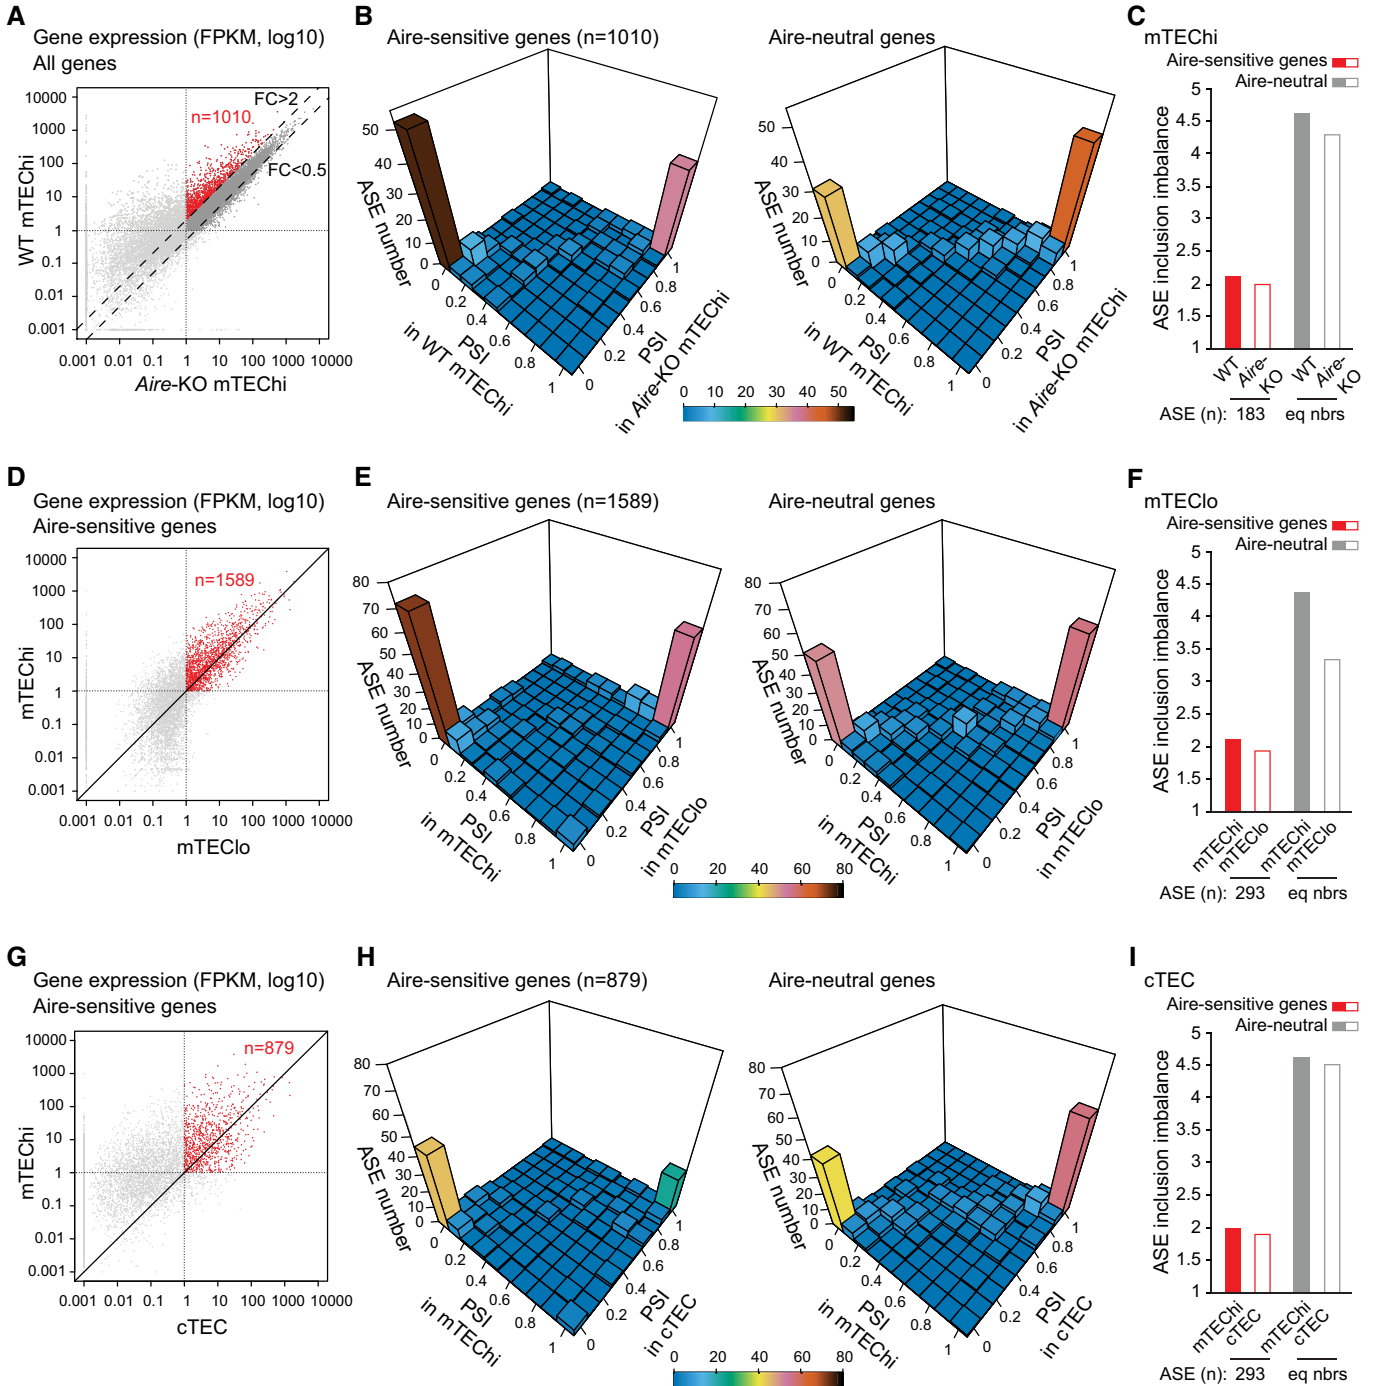 A
Gene expression (FPKM, log10)
All genes
10000
1000
100
10
1
0.1
0.01
0.001
WT mTEChi
n=1010
FC>2
FC<0.5
0.001 0.01 0.1 1 10 100 1000 10000
Aire-KO mTEChi
B
Aire-sensitive genes (n=1010)
50
40
30
20
10
0
ASE number
0
0.2
0.4
0.6
0.8
1
PSI
in WT mTEChi
0
0.2
0.4
0.6
0.8
1
PSI
in Aire-KO mTEChi
Aire-neutral genes
50
40
30
20
10
0
ASE number
0
0.2
0.4
0.6
0.8
1
PSI
in WT mTEChi
0
0.2
0.4
0.6
0.8
1
PSI
in Aire-KO mTEChi
0 10 20 30 40 50
C
mTEChi
Aire-sensitive genes
Aire-neutral
5
4.5
4
3.5
3
2.5
2
1.5
1
ASE inclusion imbalance
WT
Aire-
KO
WT
Aire-
KO
ASE (n): 183 eq nbrs
D
Gene expression (FPKM, log10)
Aire-sensitive genes
10000
1000
100
10
1
0.1
0.01
0.001
mTEChi
n=1589
0.001 0.01 0.1 1 10 100 1000 10000
mTEClo
E
Aire-sensitive genes (n=1589)
80
70
60
50
40
30
20
10
0
ASE number
0
0.2
0.4
0.6
0.8
1
PSI
in mTEChi
0
0.2
0.4
0.6
0.8
1
PSI
in mTEClo
Aire-neutral genes
80
70
60
50
40
30
20
10
0
ASE number
0
0.2
0.4
0.6
0.8
1
PSI
in mTEChi
0
0.2
0.4
0.6
0.8
1
PSI
in mTEClo
0 20 40 60 80
F
mTEClo
Aire-sensitive genes
Aire-neutral
5
4.5
4
3.5
3
2.5
2
1.5
1
ASE inclusion imbalance
mTEChi
mTEClo
mTEChi
mTEClo
ASE (n): 293 eq nbrs
G
Gene expression (FPKM, log10)
Aire-sensitive genes
10000
1000
100
10
1
0.1
0.01
0.001
mTEChi
n=879
0.001 0.01 0.1 1 10 100 1000 10000
cTEC
H
Aire-sensitive genes (n=879)
80
70
60
50
40
30
20
10
0
ASE number
0
0.2
0.4
0.6
0.8
1
PSI
in mTEChi
0
0.2
0.4
0.6
0.8
1
PSI
in cTEC
Aire-neutral genes
80
70
60
50
40
30
20
10
0
ASE number
0
0.2
0.4
0.6
0.8
1
PSI
in mTEChi
0
0.2
0.4
0.6
0.8
1
PSI
in cTEC
0 20 40 60 80
I
cTEC
Aire-sensitive genes
Aire-neutral
5
4.5
4
3.5
3
2.5
2
1.5
1
ASE inclusion imbalance
mTEChi
cTEC
mTEChi
cTEC
ASE (n): 293 eq nbrs